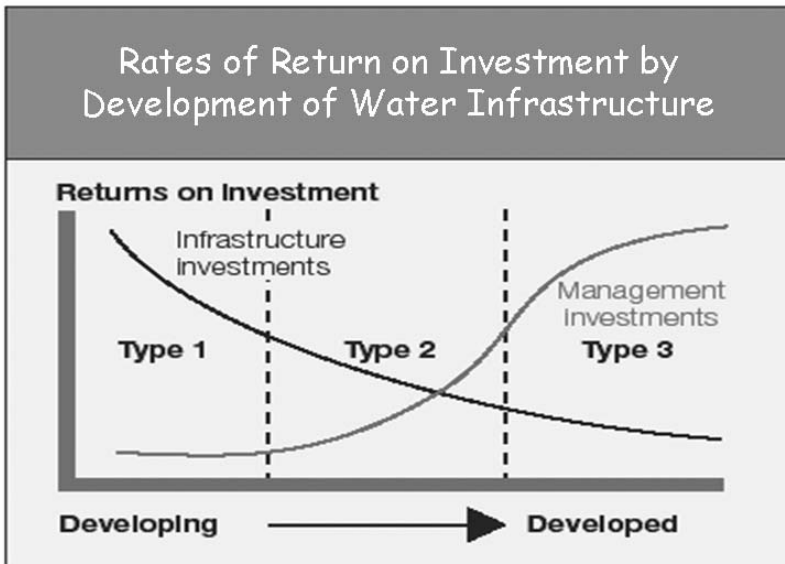 Rates of Return on Investment by
Development of Water Infrastructure
Returns on Investment
Infrastructure
investments
Management
investments
Type 1
Type 2
Type 3
Developing
Developed